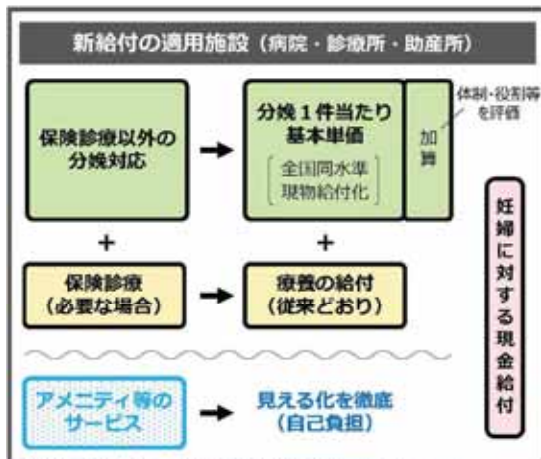 新給付の適用施設（病院・診療所・助産所）
保険診療以外の
分娩対応
➡
分娩１件当たり
基本単価
全国同水準
現物給付化
加算
体制・役割等
を評価
+
+
保険診療
（必要な場合）
➡
療養の給付
（従来どおり）
アメニティ等の
サービス
➡
見える化を徹底
（自己負担）
妊婦に対する現金給付